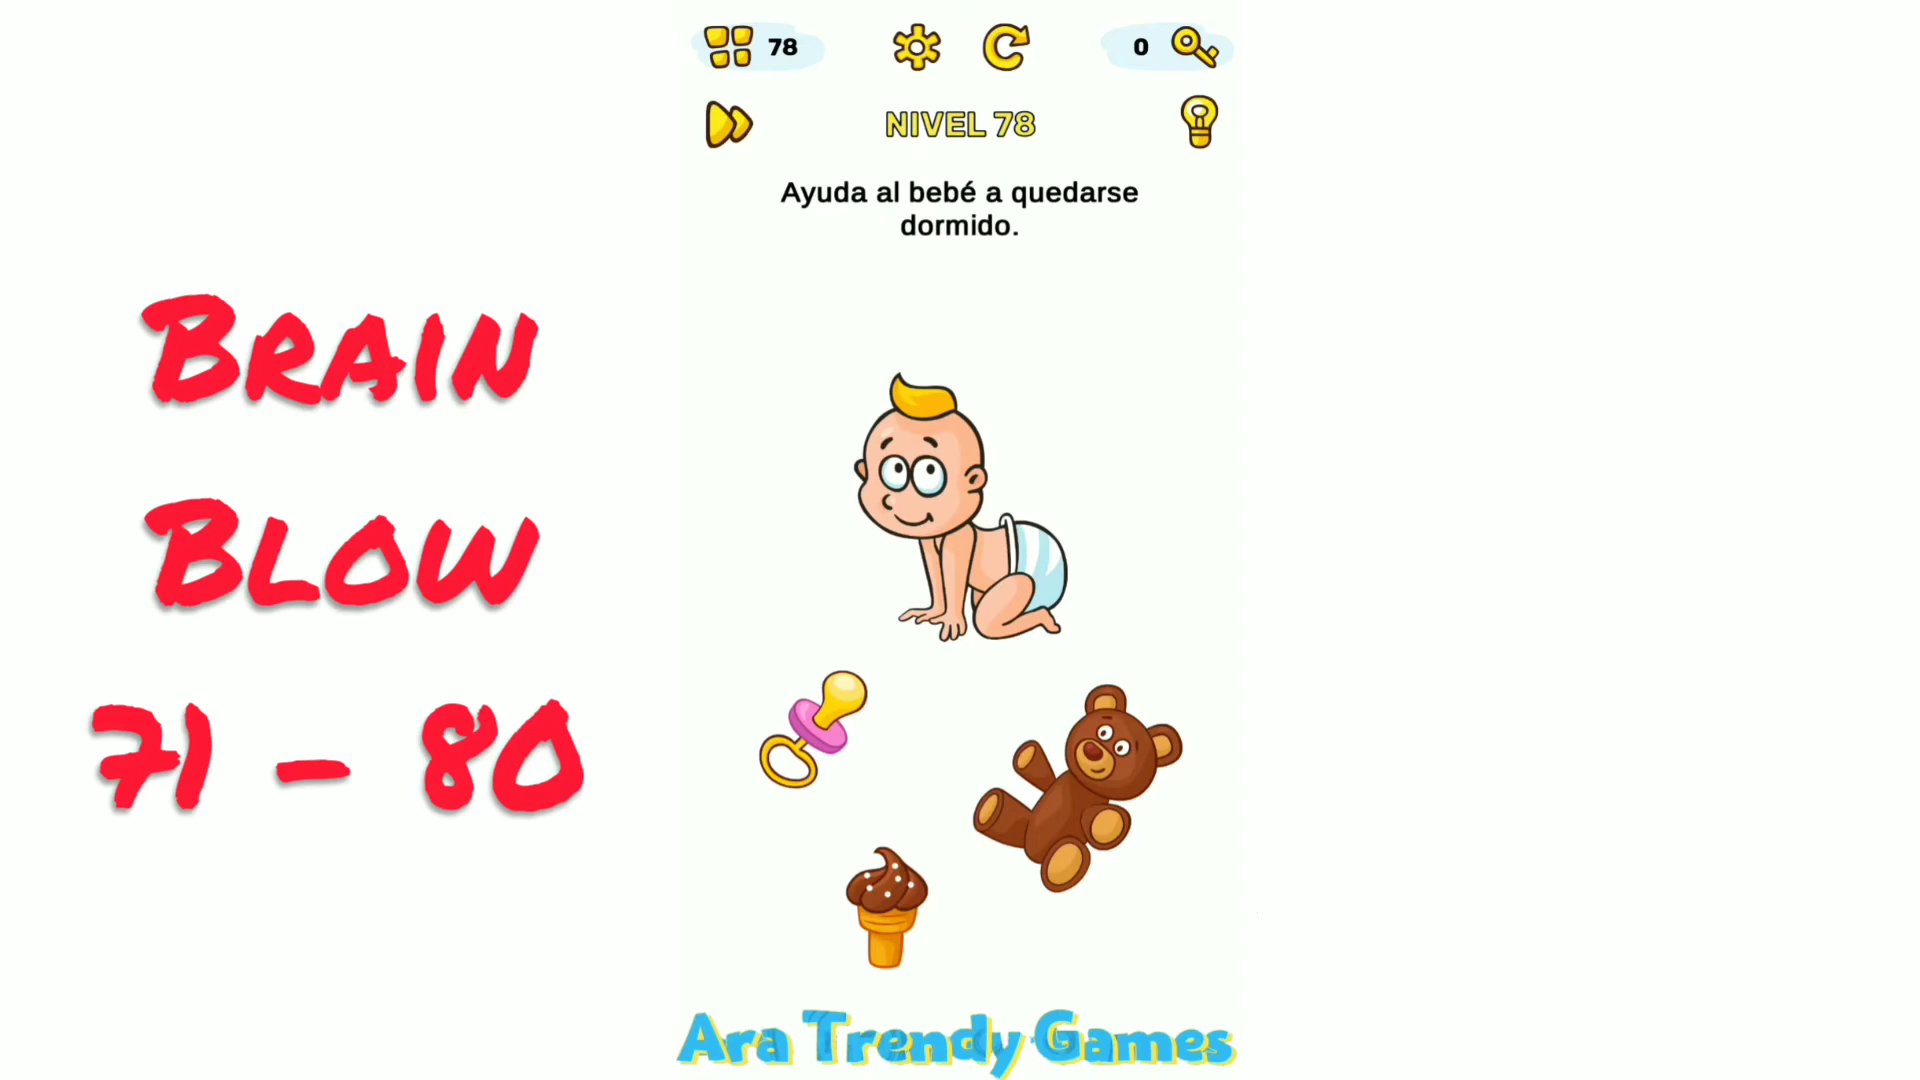 78
0
NIVEL 78
Ayuda al bebé a quedarse
dormido.
BRAIN
BLOW
71 - 80
Ara Trendy Games